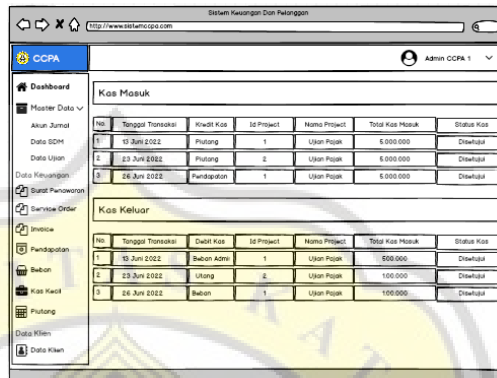 Sistem Keuangan Dan Pelanggan
http://www.sistemccpa.com
CCPA
Admin CCPA 1
Dashboard
Master Data
Akun Jurnal
Data SDM
Data Ujian
Data Keuangan
Surat Penawaran
Service Order
Invoice
Pendapatan
Beban
Kas Kecil
Piutang
Data Klien
Data Klien
Kas Masuk
No. Tanggal Transaksi Kredit Kas Id Project Nama Project Total Kas Masuk Status Kas
1 13 Juni 2022 Piutang 1 Ujian Pajak 5.000.000 Disetujui
2 23 Juni 2022 Piutang 2 Ujian Pajak 5.000.000 Disetujui
3 26 Juni 2022 Pendapatan 1 Ujian Pajak 5.000.000 Disetujui
Kas Keluar
No. Tanggal Transaksi Debit Kas Id Project Nama Project Total Kas Masuk Status Kas
1 13 Juni 2022 Beban Admi 1 Ujian Pajak 500.000 Disetujui
2 23 Juni 2022 Utang 2 Ujian Pajak 100.000 Disetujui
3 26 Juni 2022 Beban 1 Ujian Pajak 100.000 Disetujui